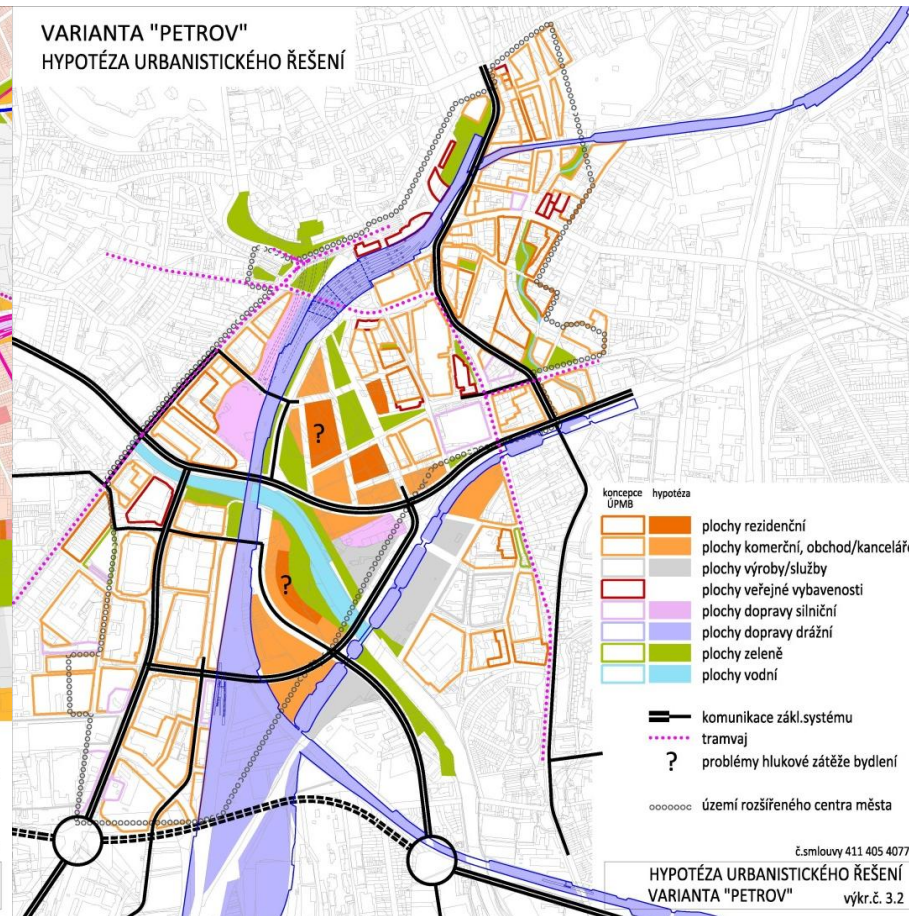 VARIANTA "PETROV"
HYPOTÉZA URBANISTICKÉHO ŘEŠENÍ
?
?
koncepce hypotéza
ÚPMB
plochy rezidenční
plochy komerční, obchod/kanceláře
plochy výroby/služby
plochy veřejné vybavenosti
plochy dopravy silniční
plochy dopravy drážní
plochy zeleně
plochy vodní
komunikace zákl.systému
tramvaj
? problémy hlukové zátěže bydlení
území rozšířeného centra města
č.smlouvy 411 405 4077
HYPOTÉZA URBANISTICKÉHO ŘEŠENÍ
VARIANTA "PETROV" výkr.č. 3.2